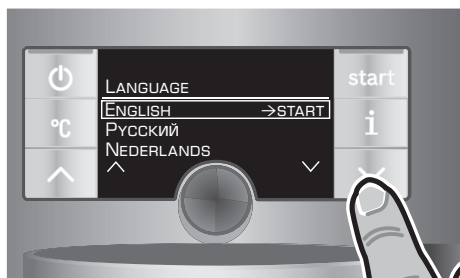 LANGUAGE
start
ENGLISH →START
°C
РУССКИЙ
i
NEDERLANDS